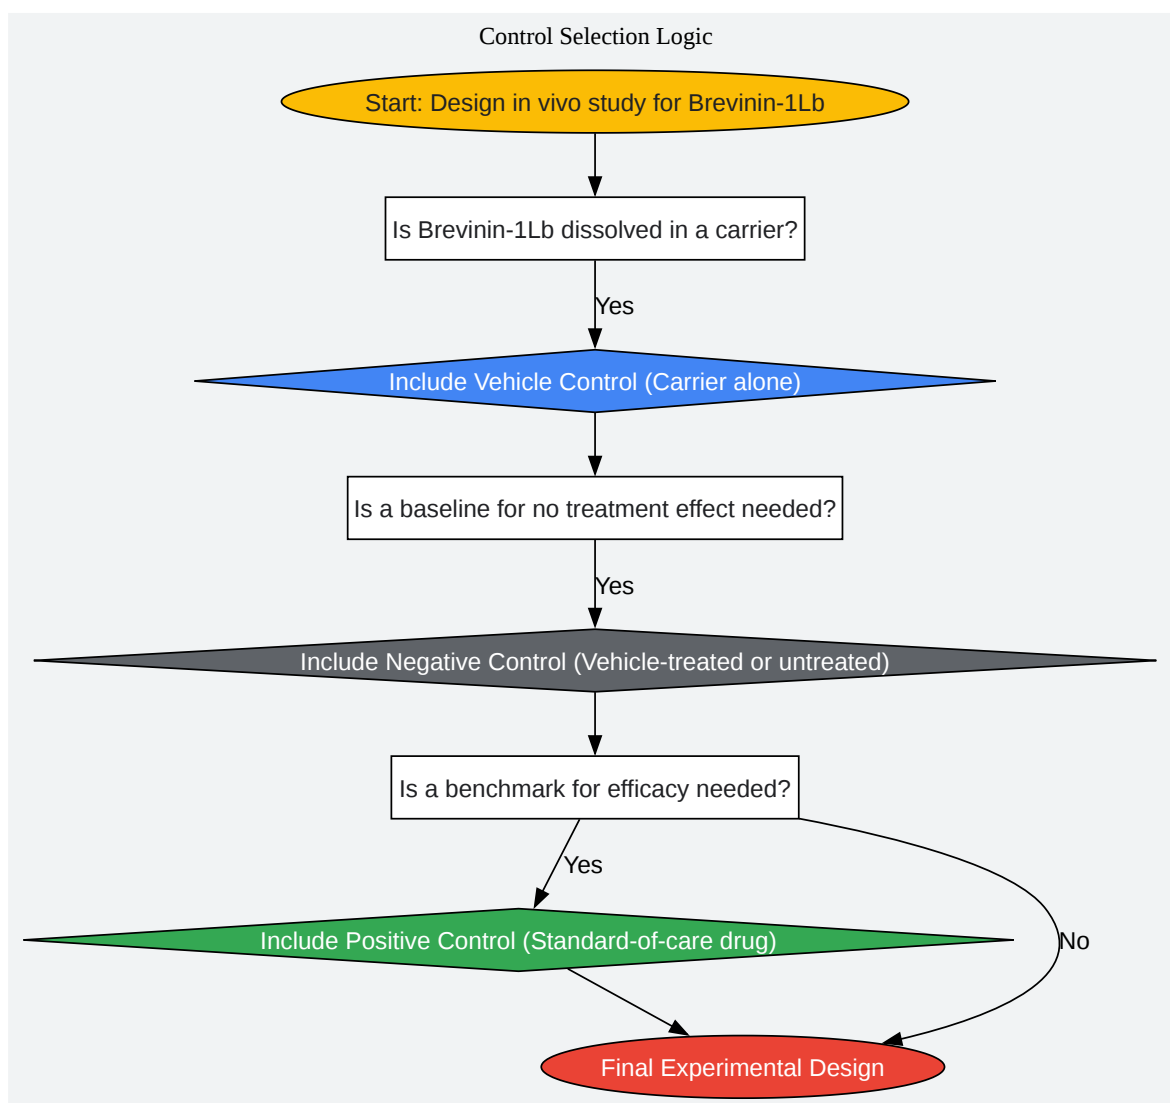 Control Selection Logic
Start: Design in vivo study for Brevinin-1Lb
Is Brevinin-1Lb dissolved in a carrier?
Yes
Include Vehicle Control (Carrier alone)
Is a baseline for no treatment effect needed?
Yes
Include Negative Control (Vehicle-treated or untreated)
Is a benchmark for efficacy needed?
Yes
Include Positive Control (Standard-of-care drug)
No
Final Experimental Design